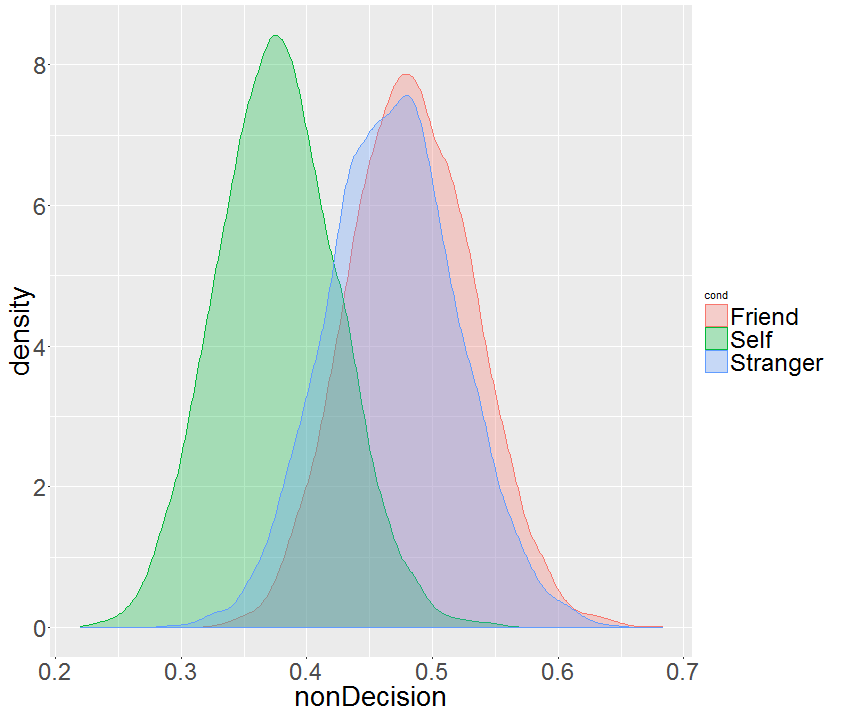 8
6
4
2
0
density
0.2 0.3 0.4 0.5 0.6 0.7
nonDecision
cond
Friend
Self
Stranger